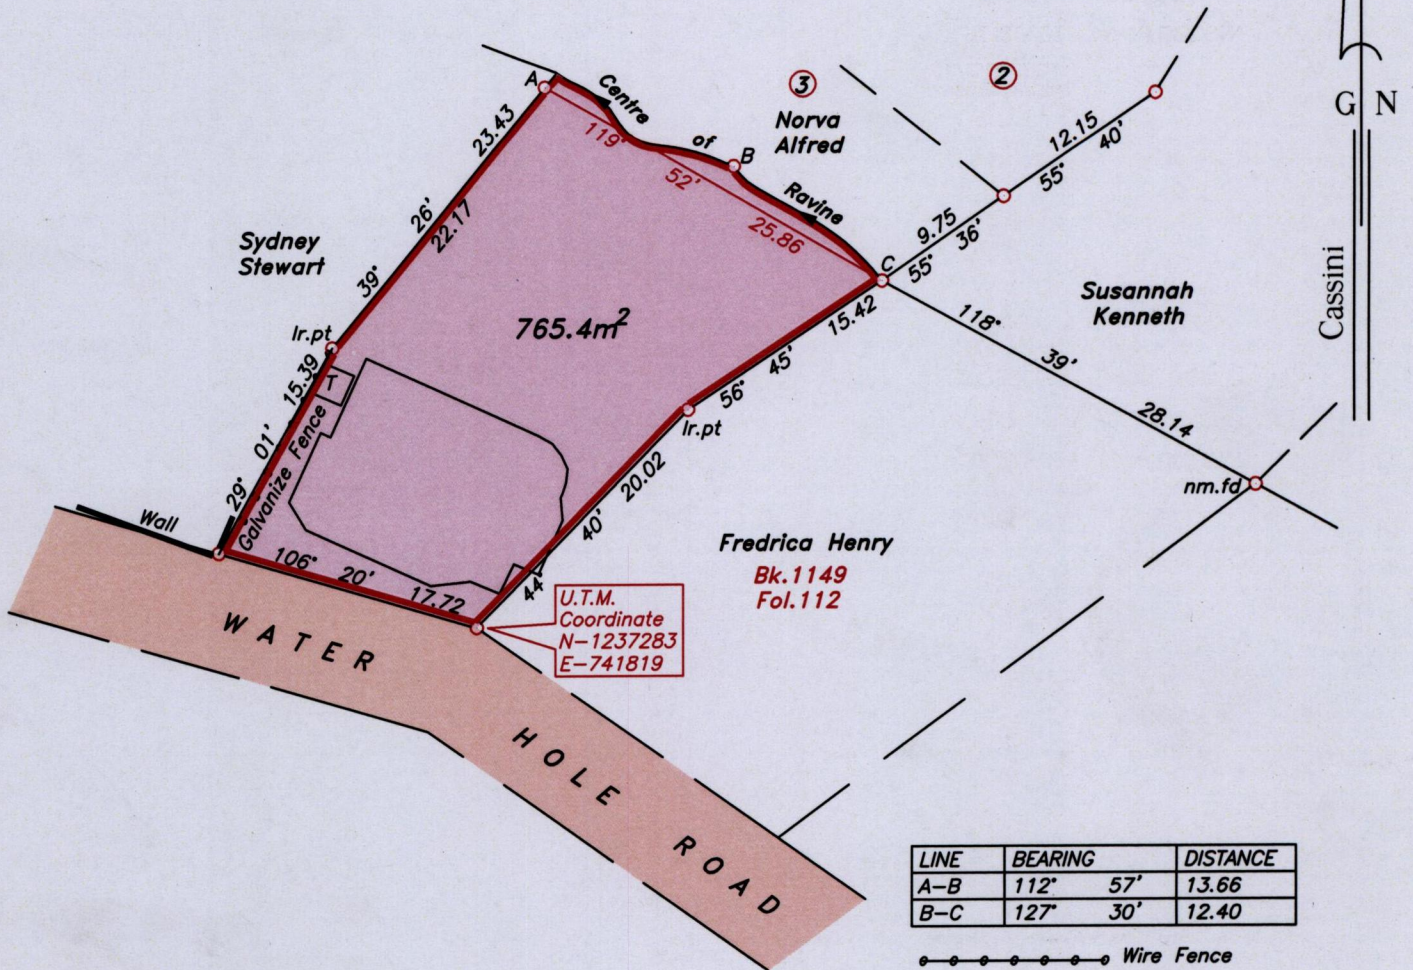 G N
Cassini
A
Centre of Ravine
B
C
3
Norva
Alfred
2
12.15
55° 40'
9.75
55° 36'
23.43
39° 26'
22.17
119° 52' 25.86
Sydney
Stewart
Ir.pt
765.4m²
15.42
56° 45'
Ir.pt
118° 39' 28.14
Susannah
Kenneth
nm.fd
T
29° 01' 15.39
Galvanize Fence
Wall
106° 20' 17.72
44° 40' 20.02
Fredrica Henry
Bk.1149
Fol.112
U.T.M.
Coordinate
N-1237283
E-741819
WATER HOLE ROAD
LINE BEARING DISTANCE
A-B 112° 57' 13.66
B-C 127° 30' 12.40
Wire Fence